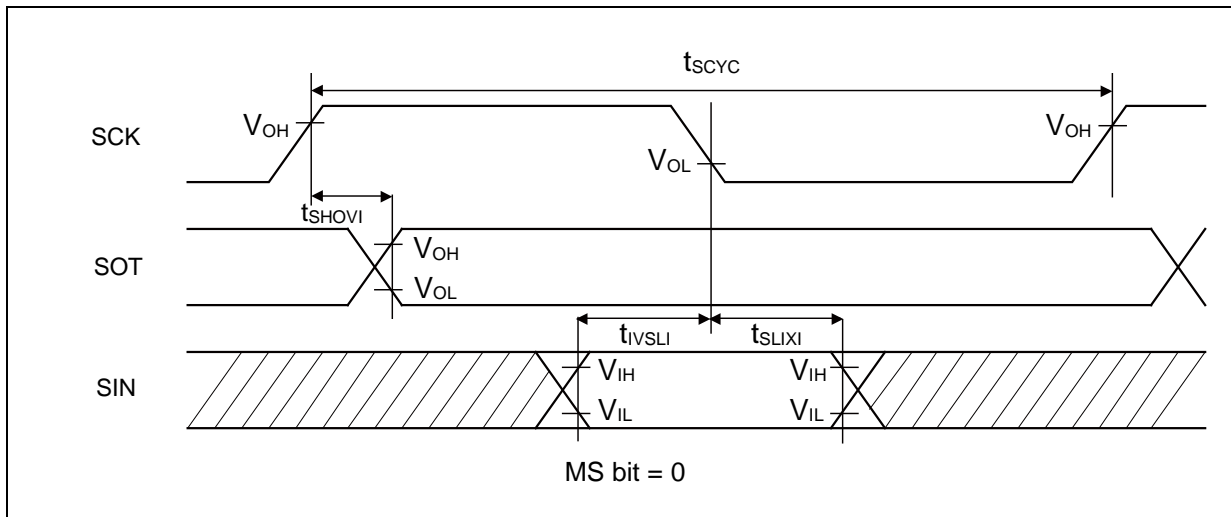 tSCYC
SCK
VOH
VOL
VOH
tSHOVI
SOT
VOH
VOL
tIVSLI
tSLIXI
SIN
VIH
VIL
VIH
VIL
MS bit = 0